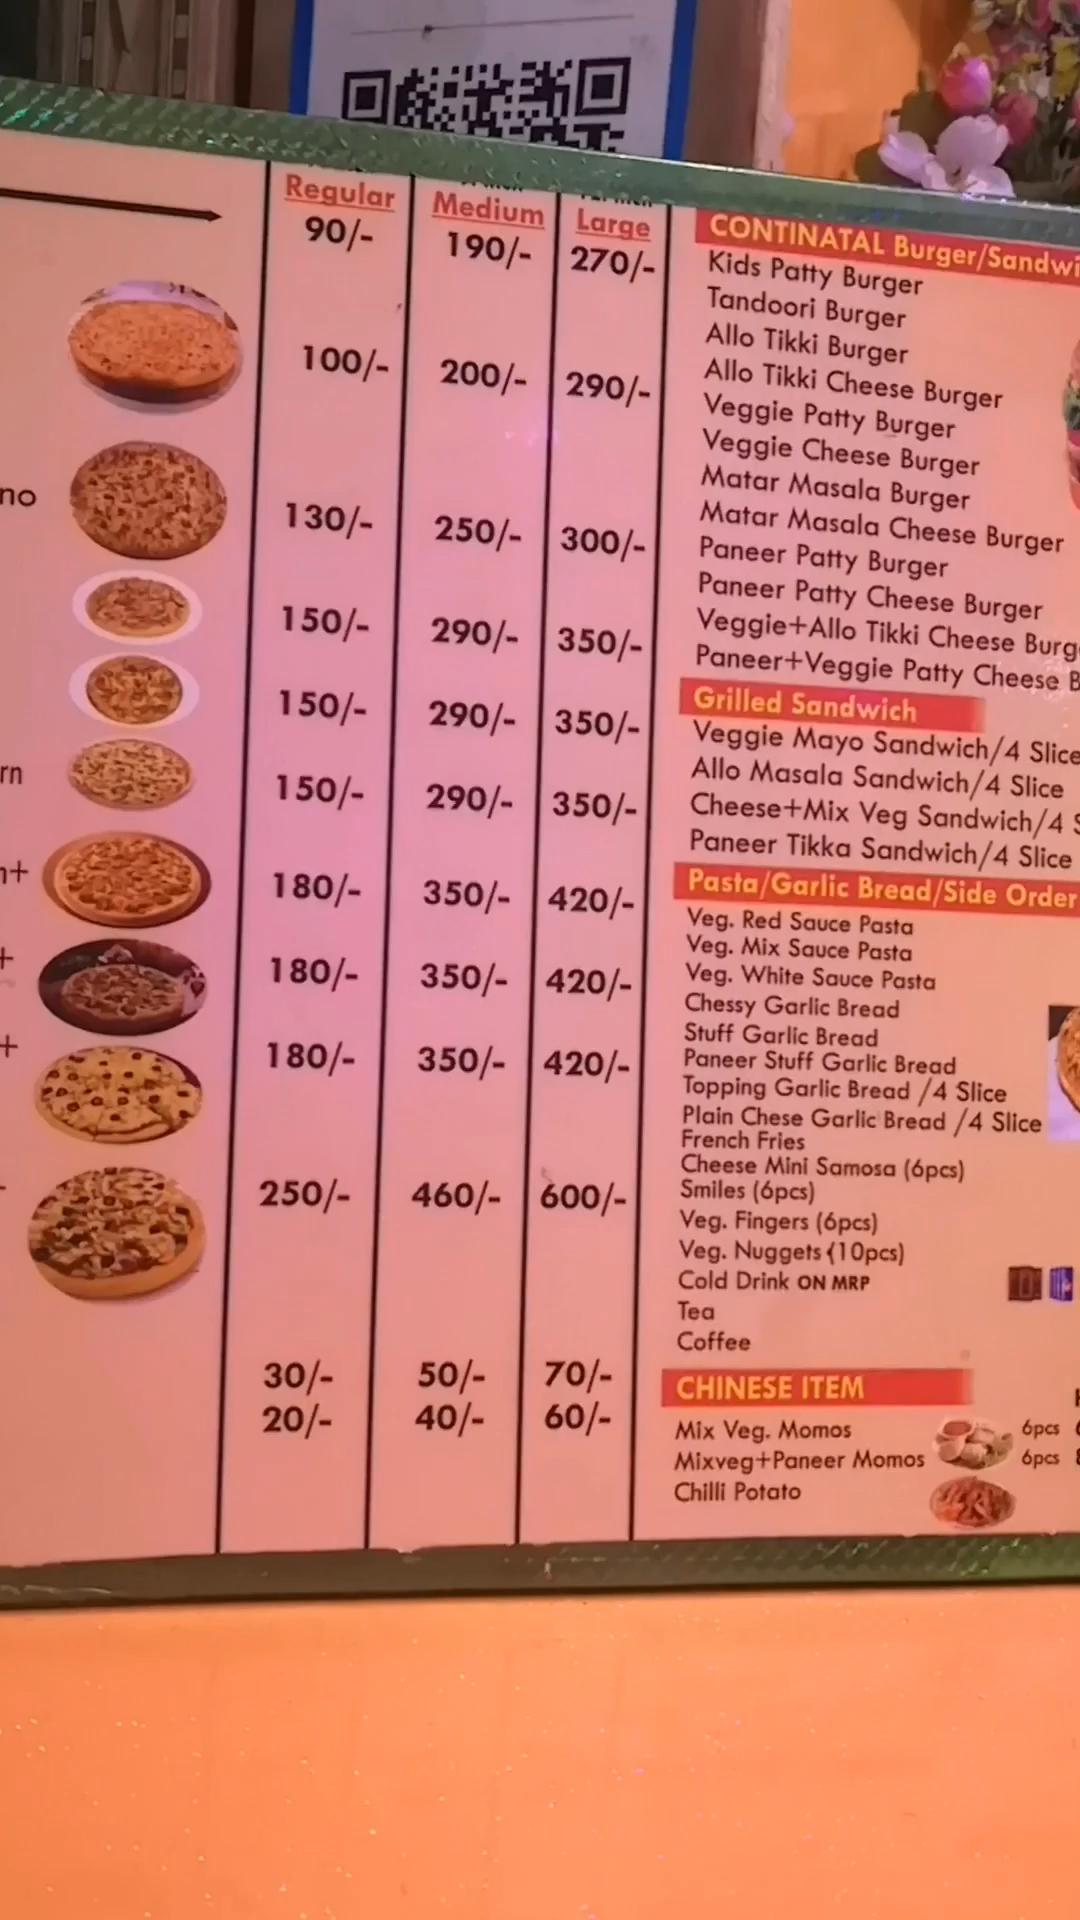 Regular Medium Large
90/- 190/- 270/-
100/- 200/- 290/-
no 130/- 250/- 300/-
150/- 290/- 350/-
150/- 290/- 350/-
rn 150/- 290/- 350/-
+ 180/- 350/- 420/-
+ 180/- 350/- 420/-
+ 180/- 350/- 420/-
250/- 460/- 600/-
30/- 50/- 70/-
20/- 40/- 60/-
CONTINATAL Burger/Sandwi
Kids Patty Burger
Tandoori Burger
Allo Tikki Burger
Allo Tikki Cheese Burger
Veggie Patty Burger
Veggie Cheese Burger
Matar Masala Burger
Matar Masala Cheese Burger
Paneer Patty Burger
Paneer Patty Cheese Burger
Veggie+Allo Tikki Cheese Burg
Paneer+Veggie Patty Cheese B
Grilled Sandwich
Veggie Mayo Sandwich/4 Slice
Allo Masala Sandwich/4 Slice
Cheese+Mix Veg Sandwich/4 S
Paneer Tikka Sandwich/4 Slice
Pasta/Garlic Bread/Side Order
Veg. Red Sauce Pasta
Veg. Mix Sauce Pasta
Veg. White Sauce Pasta
Chessy Garlic Bread
Stuff Garlic Bread
Paneer Stuff Garlic Bread
Topping Garlic Bread /4 Slice
Plain Chese Garlic Bread /4 Slice
French Fries
Cheese Mini Samosa (6pcs)
Smiles (6pcs)
Veg. Fingers (6pcs)
Veg. Nuggets (10pcs)
Cold Drink ON MRP
Tea
Coffee
CHINESE ITEM
Mix Veg. Momos 6pcs
Mixveg+Paneer Momos 6pcs
Chilli Potato